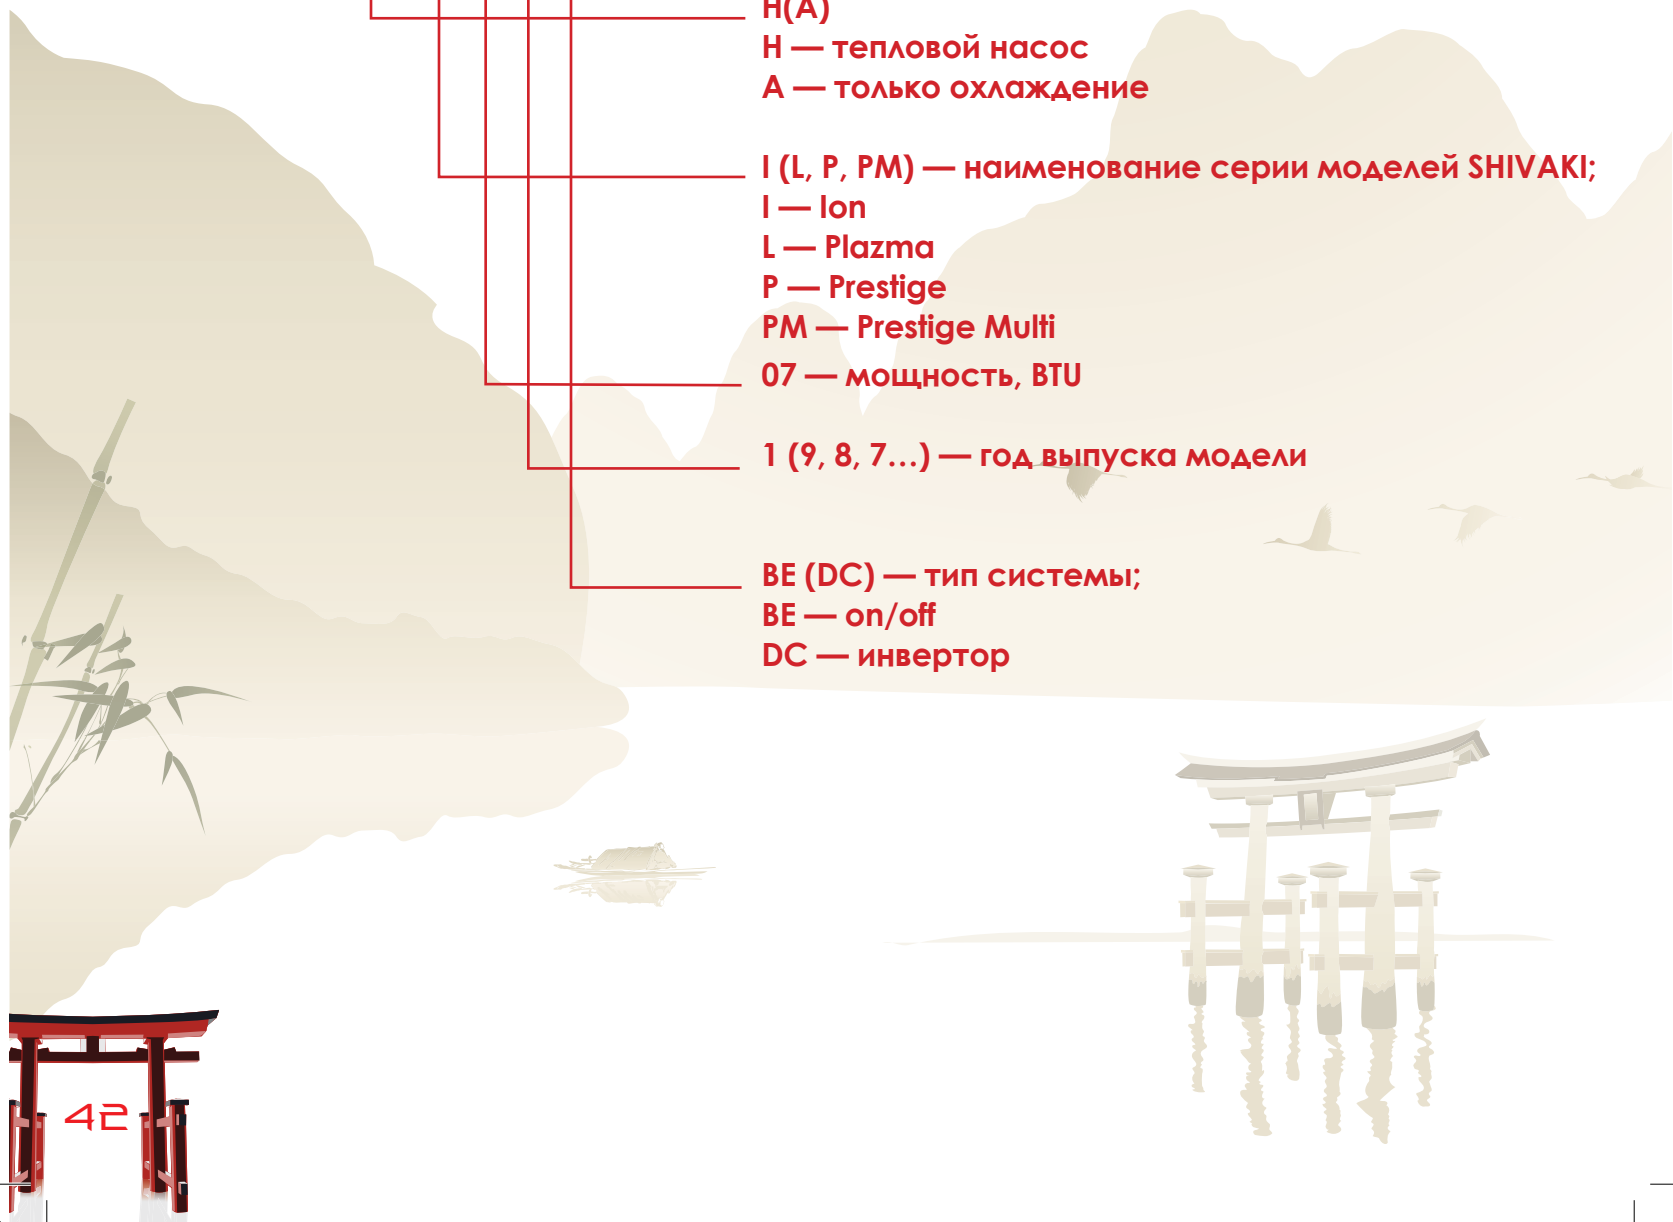 H(A)
H — тепловой насос
A — только охлаждение
I (L, P, PM) — наименование серии моделей SHIVAKI;
I — Ion
L — Plazma
P — Prestige
PM — Prestige Multi
07 — мощность, BTU
1 (9, 8, 7...) — год выпуска модели
BE (DC) — тип системы;
BE — on/off
DC — инвертор
42